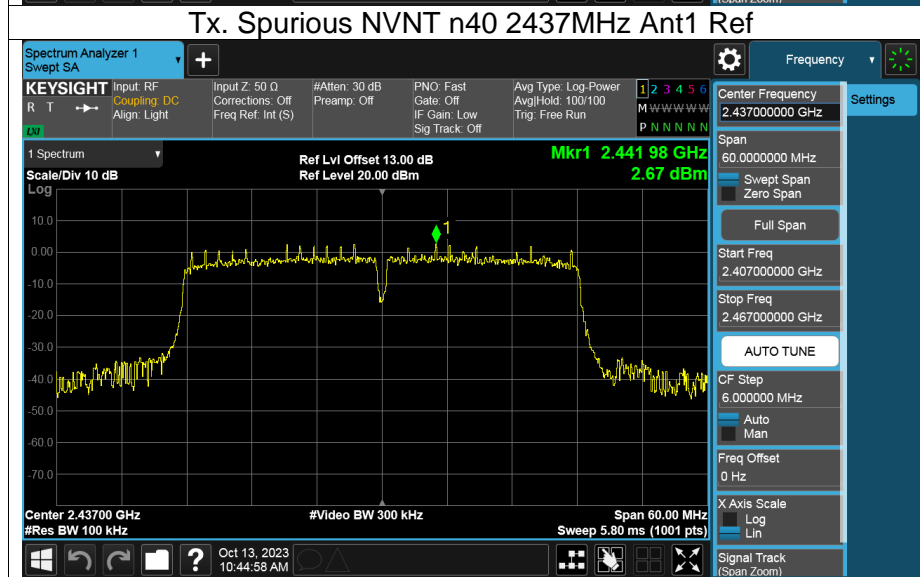 (Span Zoom)
Tx. Spurious NVNT n40 2437MHz Ant1 Ref
Spectrum Analyzer 1
Swept SA
+
Frequency
KEYSIGHT
R T
LXI
Input: RF
Coupling: DC
Align: Light
Input Z: 50 Ω
Corrections: Off
Freq Ref: Int (S)
#Atten: 30 dB
Preamp: Off
PNO: Fast
Gate: Off
IF Gain: Low
Sig Track: Off
Avg Type: Log-Power
Avg|Hold: 100/100
Trig: Free Run
1 2 3 4 5 6
M W W W W W
P N N N N N
1 Spectrum
Scale/Div 10 dB
Log
Ref Lvl Offset 13.00 dB
Ref Level 20.00 dBm
Mkr1 2.441 98 GHz
2.67 dBm
1
10.0
0.00
-10.0
-20.0
-30.0
-40.0
-50.0
-60.0
-70.0
Center 2.43700 GHz
#Res BW 100 kHz
#Video BW 300 kHz
Span 60.00 MHz
Sweep 5.80 ms (1001 pts)
Center Frequency
2.437000000 GHz
Settings
Span
60.0000000 MHz
Swept Span
Zero Span
Full Span
Start Freq
2.407000000 GHz
Stop Freq
2.467000000 GHz
AUTO TUNE
CF Step
6.000000 MHz
Auto
Man
Freq Offset
0 Hz
X Axis Scale
Log
Lin
Signal Track
(Span Zoom)
?
Oct 13, 2023
10:44:58 AM